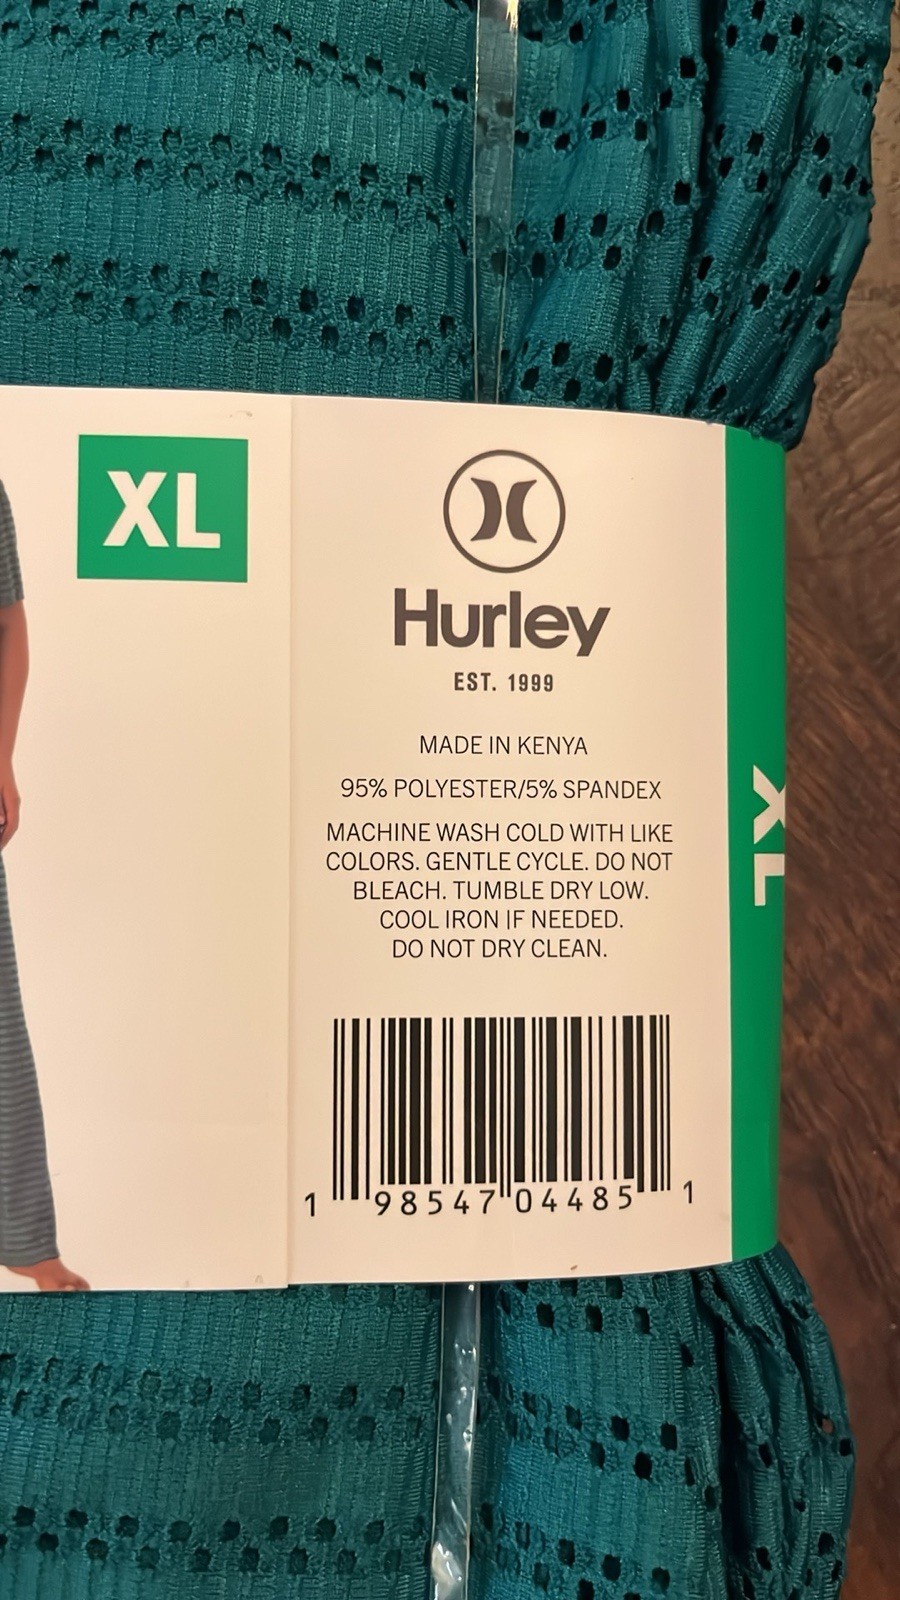 XL
Hurley
EST. 1999
MADE IN KENYA
95% POLYESTER/5% SPANDEX
MACHINE WASH COLD WITH LIKE
COLORS. GENTLE CYCLE. DO NOT
BLEACH. TUMBLE DRY LOW.
COOL IRON IF NEEDED.
DO NOT DRY CLEAN.
1 98547 04485 1
XL